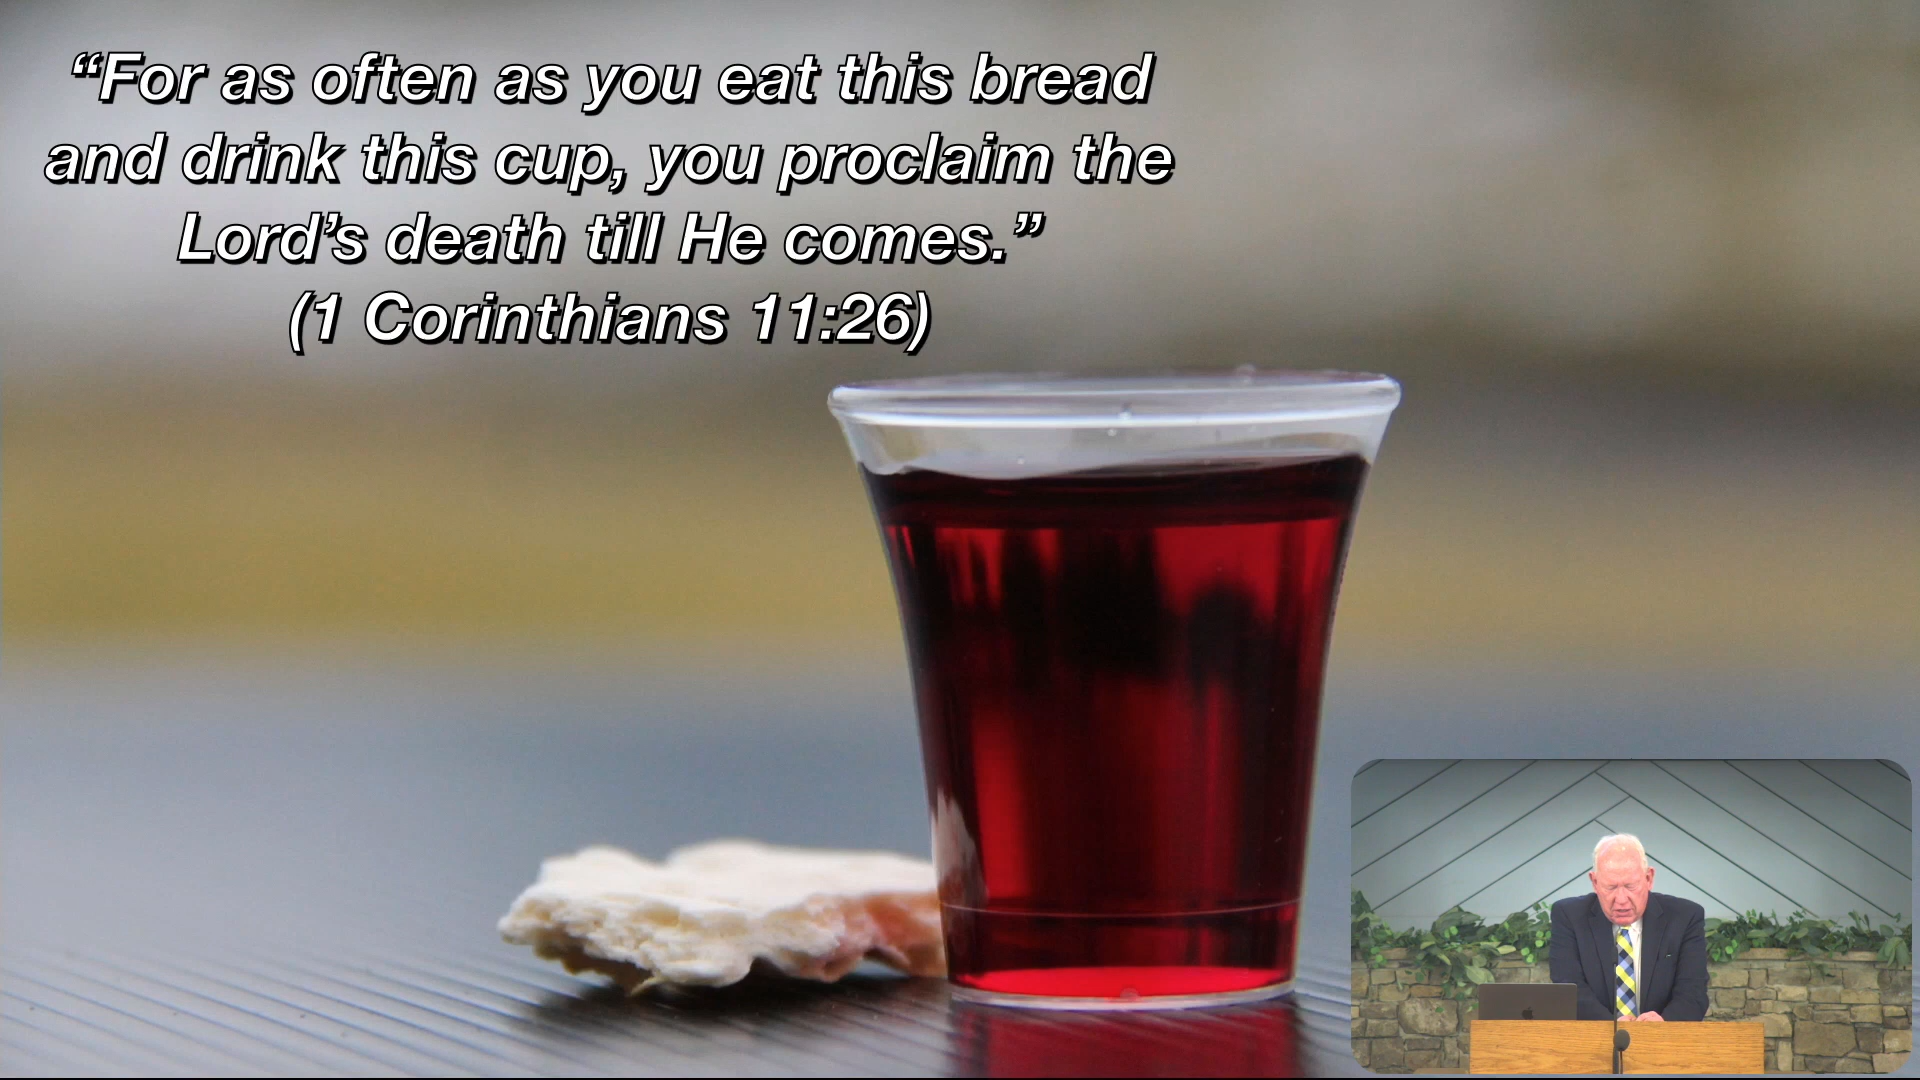 “For as often as you eat this bread
and drink this cup, you proclaim the
Lord’s death till He comes.”
(1 Corinthians 11:26)